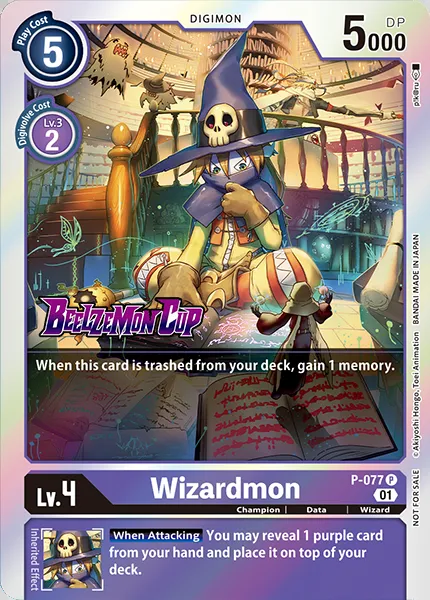 DIGIMON
Play Cost
5
DP
5000
Digivolve Cost
Lv.3
2
pik@ru
BEELZEMON CUP
When this card is trashed from your deck, gain 1 memory.
©Akiyoshi Hongo, Toei Animation BANDAI MADE IN JAPAN
NOT FOR SALE
Lv.4
Wizardmon
P-077 P
01
Champion | Data | Wizard
Inherited Effect
When Attacking You may reveal 1 purple card
from your hand and place it on top of your
deck.